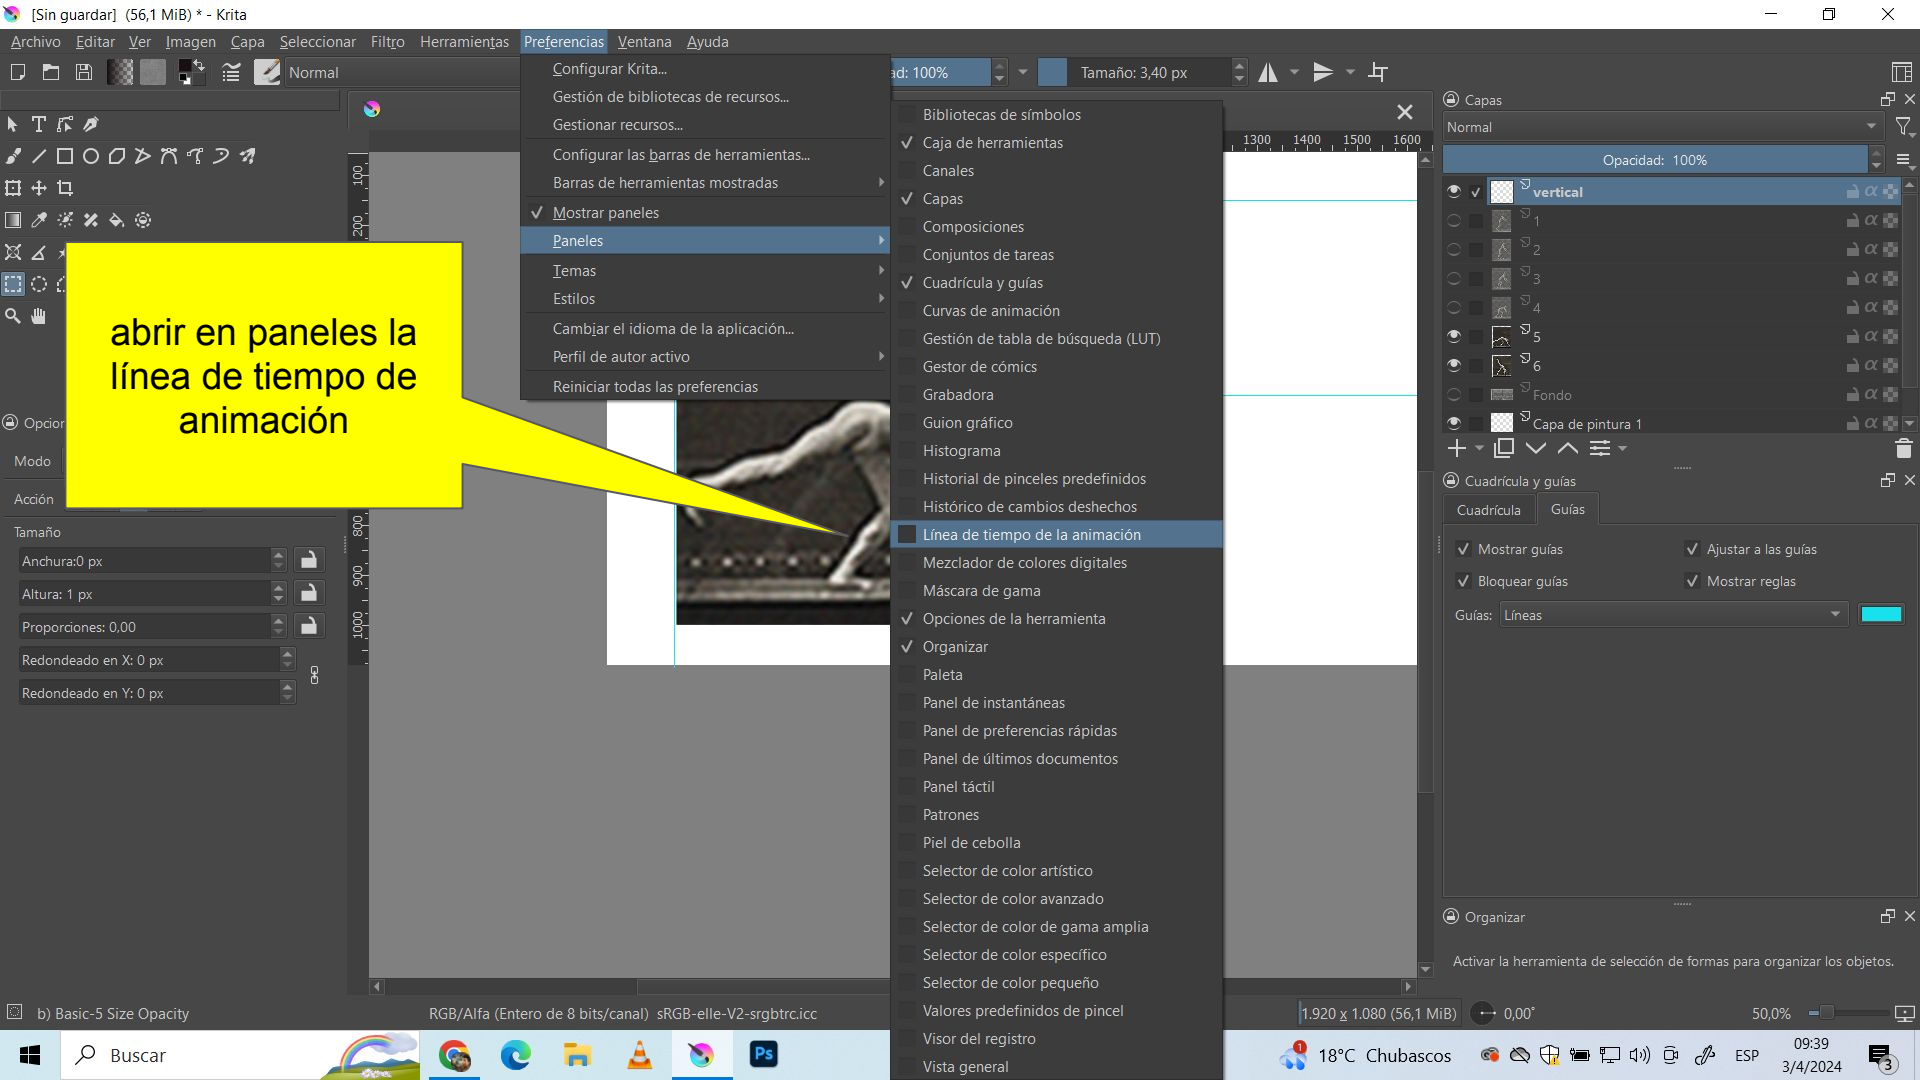 [Sin guardar]  (56,1 MiB) * - Krita
Archivo Editar Ver Imagen Capa Seleccionar Filtro Herramientas Preferencias Ventana Ayuda
Normal
ad: 100%
Tamaño: 3,40 px
Configurar Krita...
Gestión de bibliotecas de recursos...
Gestionar recursos...
Configurar las barras de herramientas...
Barras de herramientas mostradas
Mostrar paneles
Paneles
Temas
Estilos
Cambiar el idioma de la aplicación...
Perfil de autor activo
Reiniciar todas las preferencias
Bibliotecas de símbolos
Caja de herramientas
Canales
Capas
Composiciones
Conjuntos de tareas
Cuadrícula y guías
Curvas de animación
Gestión de tabla de búsqueda (LUT)
Gestor de cómics
Grabadora
Guion gráfico
Histograma
Historial de pinceles predefinidos
Histórico de cambios deshechos
Línea de tiempo de la animación
Mezclador de colores digitales
Máscara de gama
Opciones de la herramienta
Organizar
Paleta
Panel de instantáneas
Panel de preferencias rápidas
Panel de últimos documentos
Panel táctil
Patrones
Piel de cebolla
Selector de color artístico
Selector de color avanzado
Selector de color de gama amplia
Selector de color específico
Selector de color pequeño
Valores predefinidos de pincel
Visor del registro
Vista general
abrir en paneles la
línea de tiempo de
animación
Opcion
Modo
Acción
Tamaño
Anchura:0 px
Altura: 1 px
Proporciones: 0,00
Redondeado en X: 0 px
Redondeado en Y: 0 px
1300 1400 1500 1600
100
200
800
900
1000
Capas
Normal
Opacidad: 100%
vertical
1
2
3
4
5
6
Fondo
Capa de pintura 1
Cuadrícula y guías
Cuadrícula Guías
Mostrar guías Ajustar a las guías
Bloquear guías Mostrar reglas
Guías: Líneas
Organizar
Activar la herramienta de selección de formas para organizar los objetos.
b) Basic-5 Size Opacity
RGB/Alfa (Entero de 8 bits/canal)  sRGB-elle-V2-srgbtrc.icc
1.920 x 1.080 (56,1 MiB)
0,00°
50,0%
Buscar
Ps
1
18°C Chubascos
ESP
09:39
3/4/2024
3